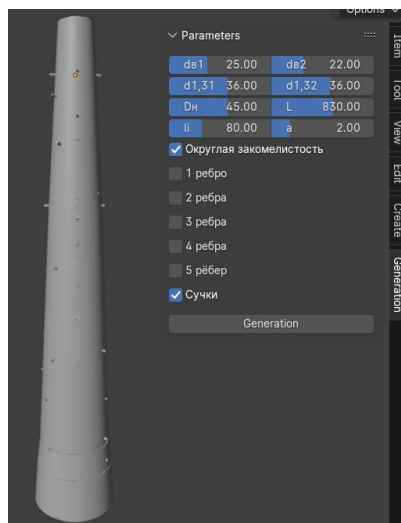 Options
Parameters
dв1 25.00 dв2 22.00
d1,31 36.00 d1,32 36.00
Dн 45.00 L 830.00
li 80.00 a 2.00
Округлая закомелистость
1 ребро
2 ребра
3 ребра
4 ребра
5 рёбер
Сучки
Generation
Item
Tool
View
Edit
Create
Generation